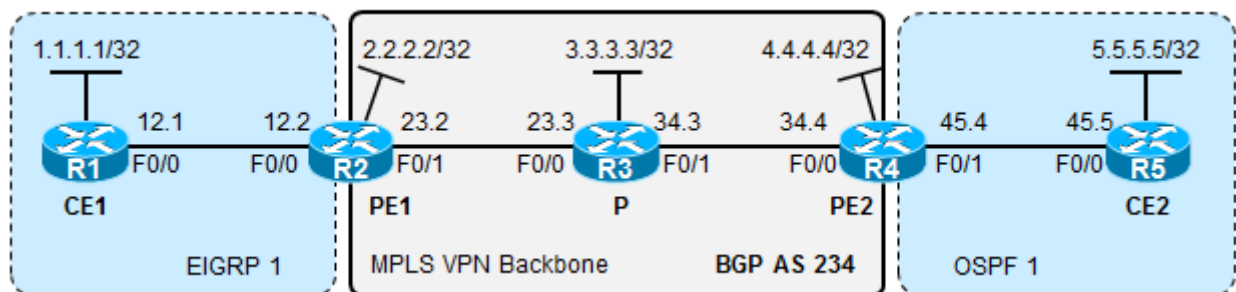 1.1.1.1/32
2.2.2.2/32
3.3.3.3/32
4.4.4.4/32
5.5.5.5/32
12.1
12.2
23.2
23.3
34.3
34.4
45.4
45.5
R1
F0/0
F0/0
R2
F0/1
F0/0
R3
F0/1
F0/0
R4
F0/1
F0/0
R5
CE1
PE1
P
PE2
CE2
EIGRP 1
MPLS VPN Backbone
BGP AS 234
OSPF 1